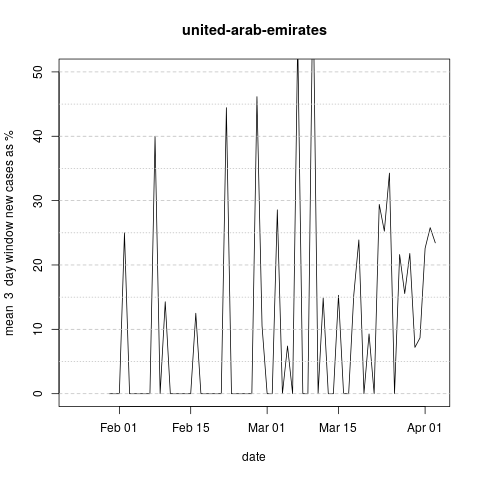 united-arab-emirates
mean 3 day window new cases as %
50
40
30
20
10
0
Feb 01 Feb 15 Mar 01 Mar 15 Apr 01
date